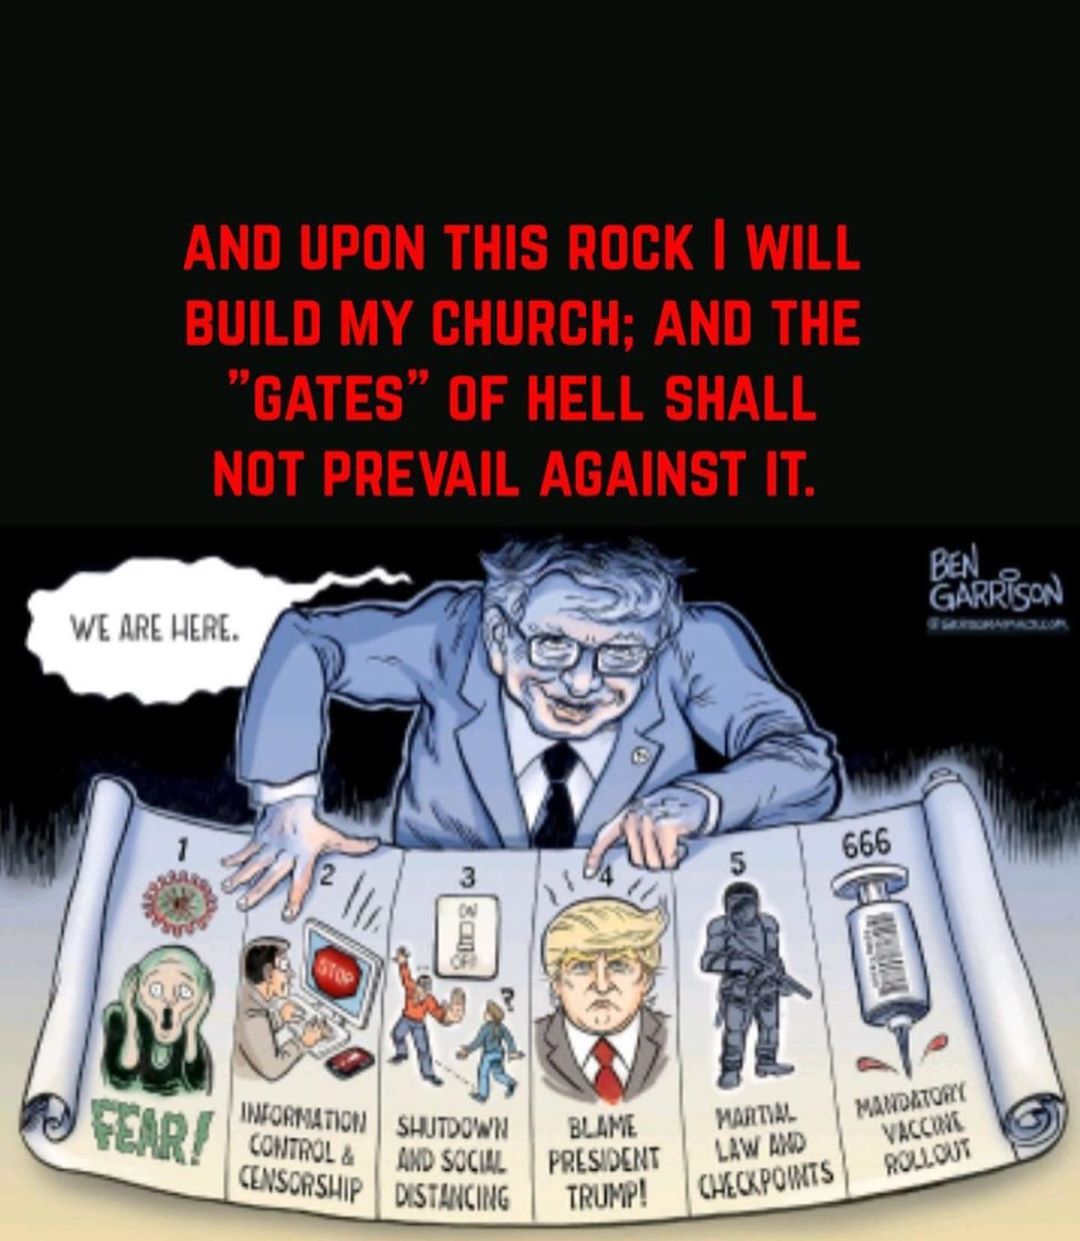 AND UPON THIS ROCK I WILL
BUILD MY CHURCH; AND THE
"GATES" OF HELL SHALL
NOT PREVAIL AGAINST IT.
WE ARE HERE.
BEN
GARRISON
1
FEAR!
2
STOP
INFORMATION
CONTROL &
CENSORSHIP
3
ON
OFF
?
SHUTDOWN
AND SOCIAL
DISTANCING
4
BLAME
PRESIDENT
TRUMP!
5
MARTIAL
LAW AND
CHECKPOINTS
666
MANDATORY
VACCINE
ROLLOUT